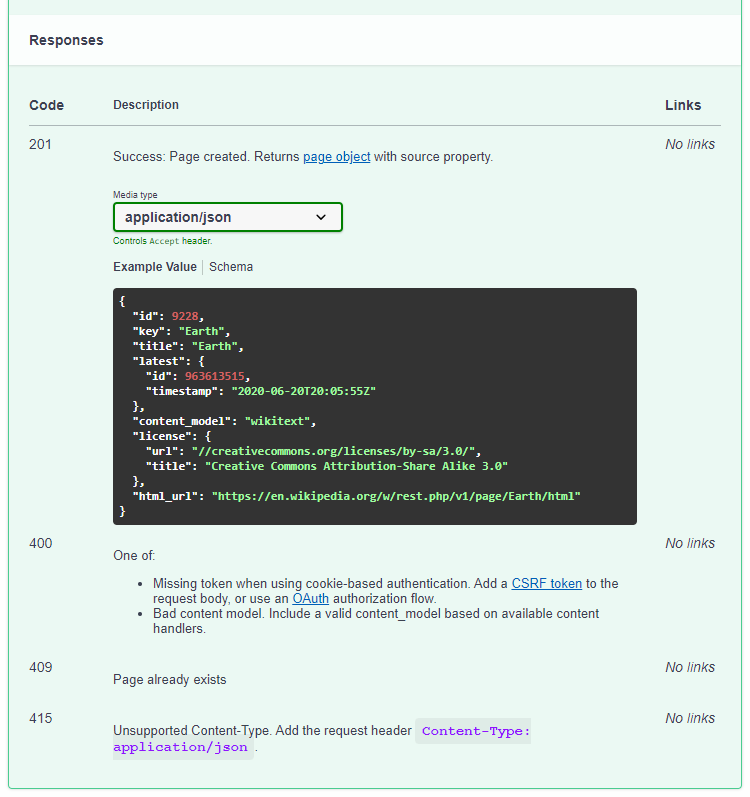 Responses
Code Description Links
201 No links
Success: Page created. Returns page object with source property.
Media type
application/json
Controls Accept header.
Example Value Schema
{
  "id": 9228,
  "key": "Earth",
  "title": "Earth",
  "latest": {
    "id": 963613515,
    "timestamp": "2020-06-20T20:05:55Z"
  },
  "content_model": "wikitext",
  "license": {
    "url": "//creativecommons.org/licenses/by-sa/3.0/",
    "title": "Creative Commons Attribution-Share Alike 3.0"
  },
  "html_url": "https://en.wikipedia.org/w/rest.php/v1/page/Earth/html"
}
400 No links
One of:
• Missing token when using cookie-based authentication. Add a CSRF token to the
request body, or use an OAuth authorization flow.
• Bad content model. Include a valid content_model based on available content
handlers.
409 No links
Page already exists
415 No links
Unsupported Content-Type. Add the request header Content-Type:
application/json .